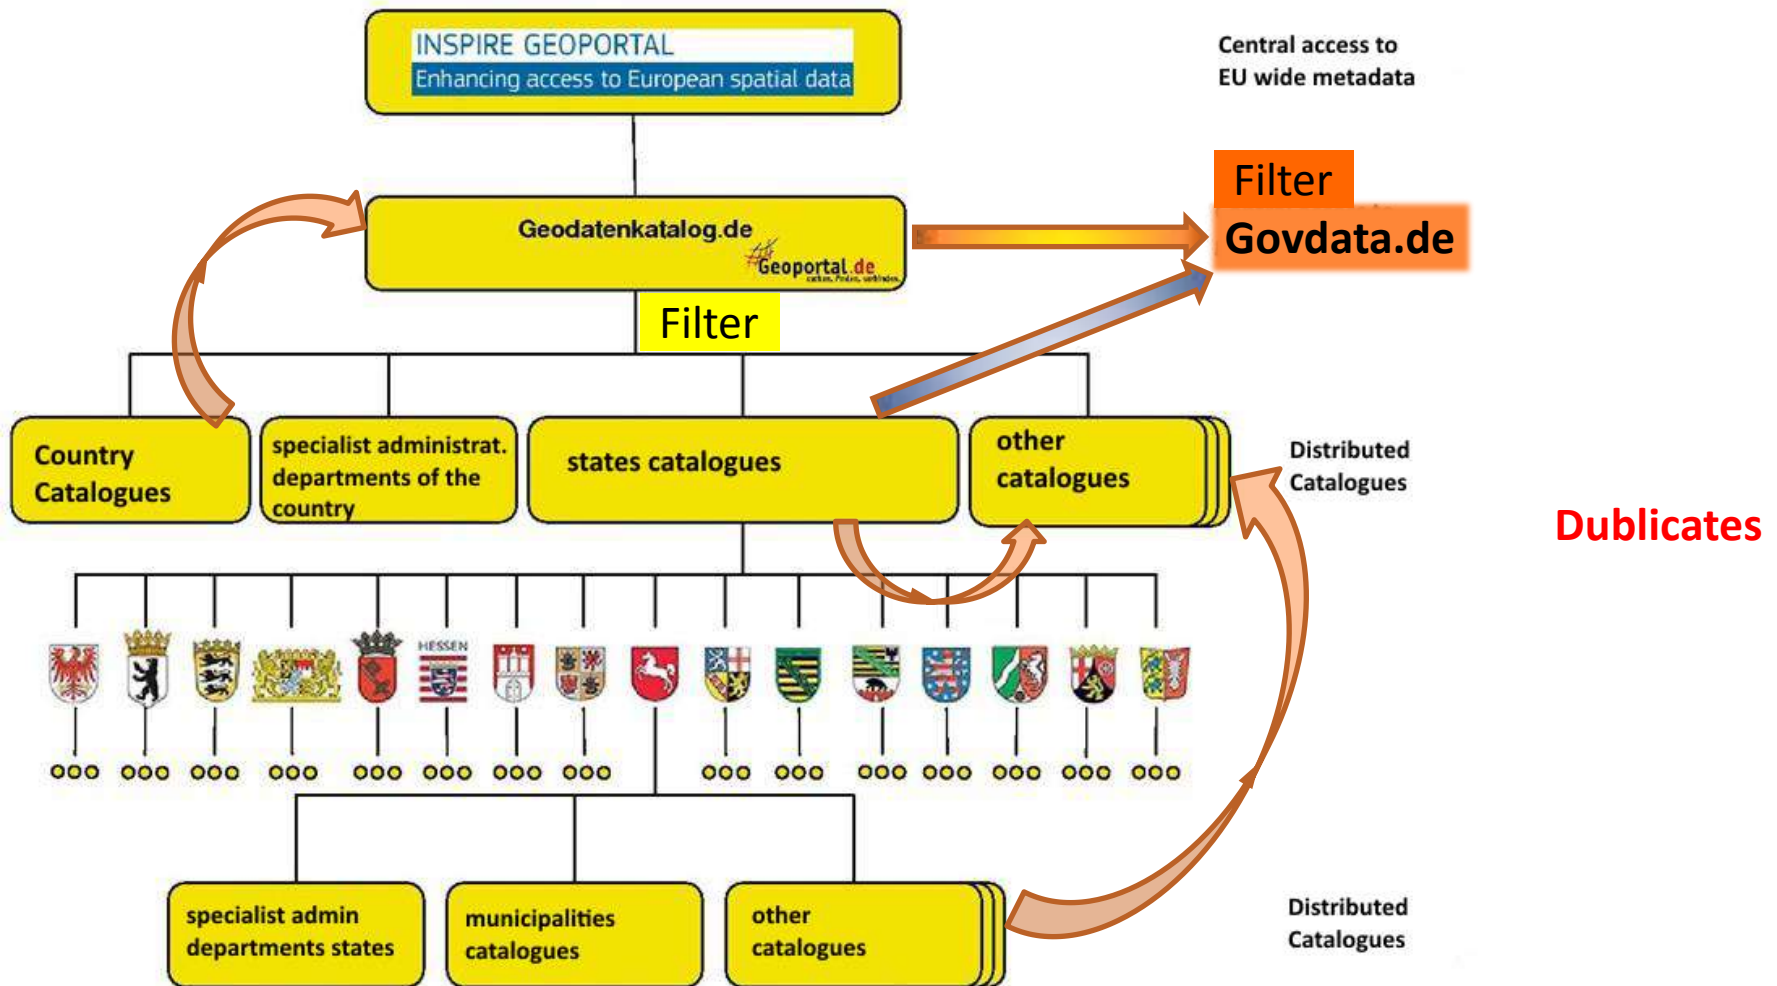 INSPIRE GEOPORTAL
Enhancing access to European spatial data
Central access to
EU wide metadata
Filter
Govdata.de
Geodatenkatalog.de
Geoportal.de
Filter
Country
Catalogues
specialist administrat.
departments of the
country
states catalogues
other
catalogues
Distributed
Catalogues
Dublicates
HESSEN
specialist admin
departments states
municipalities
catalogues
other
catalogues
Distributed
Catalogues